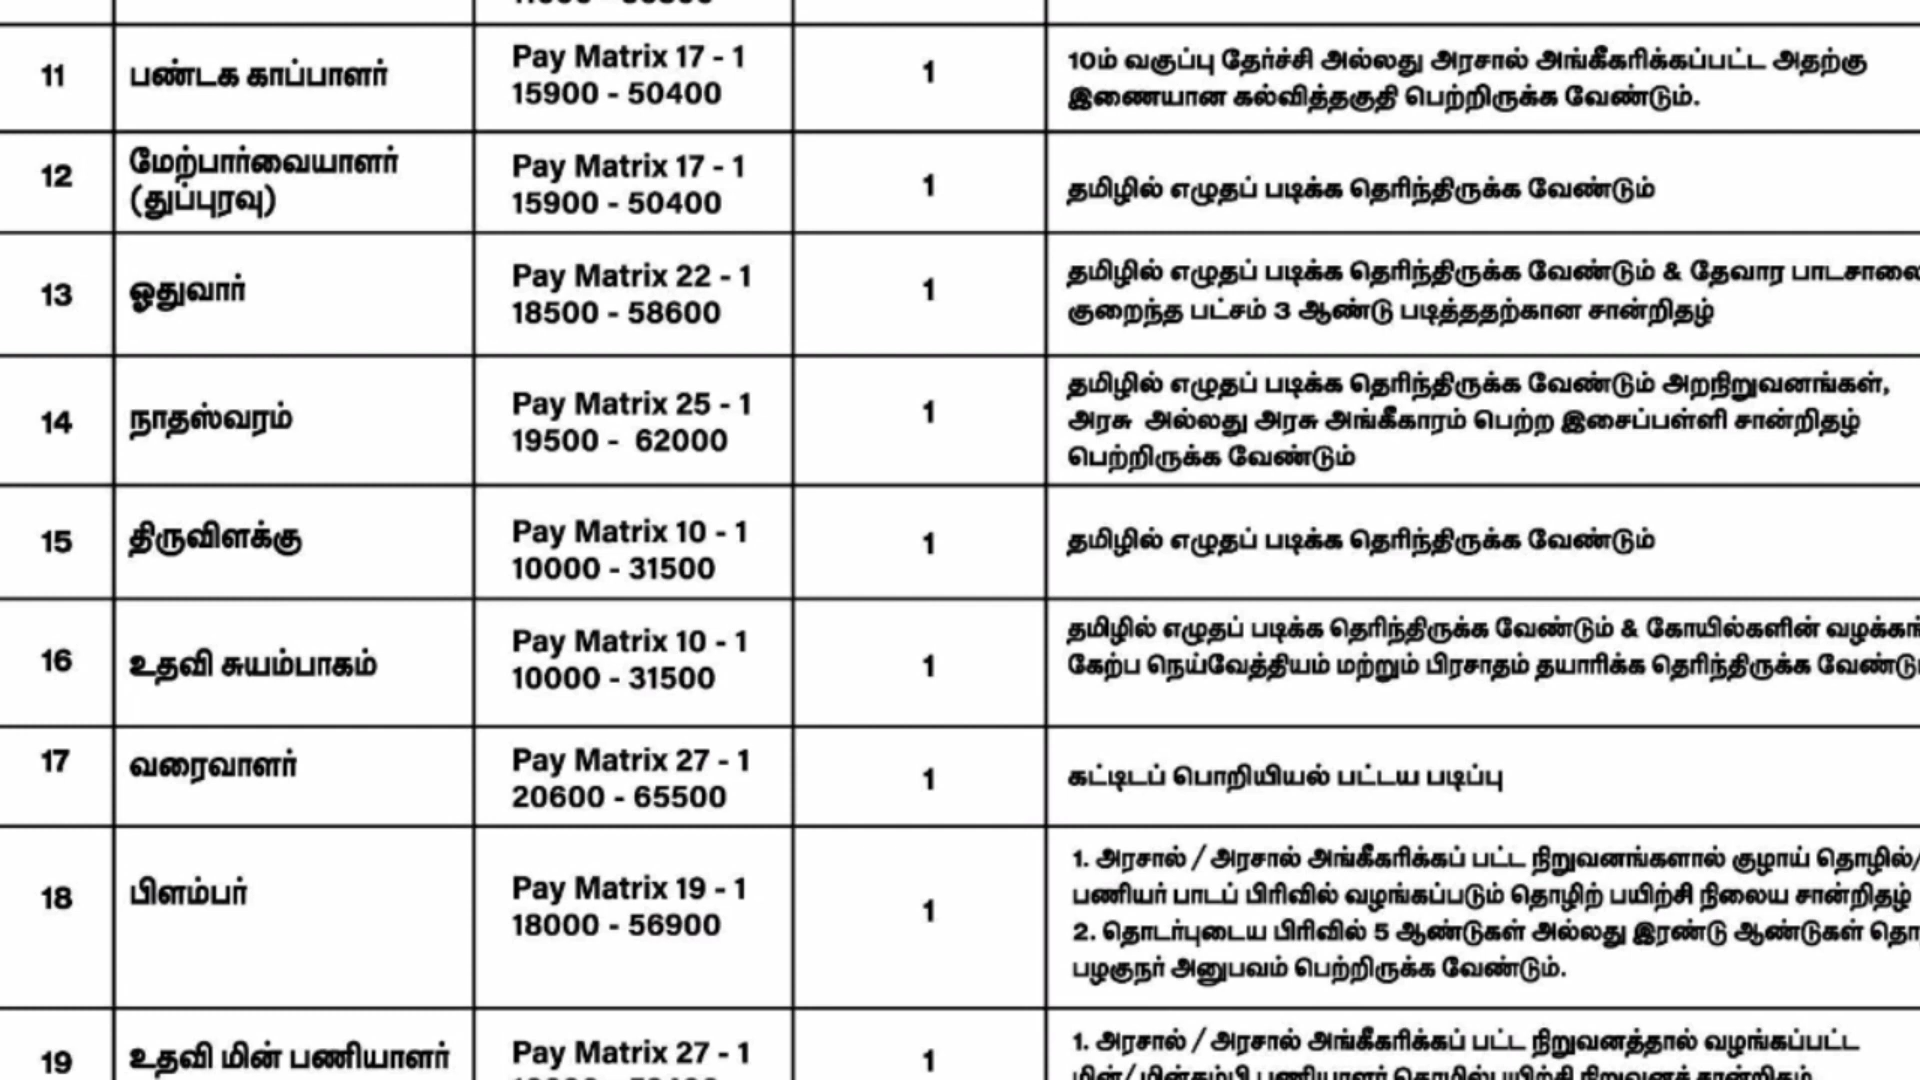 11
பண்டக காப்பாளர்
Pay Matrix 17 - 1
15900 - 50400
1
10ம் வகுப்பு தேர்ச்சி அல்லது அரசால் அங்கீகரிக்கப்பட்ட அதற்கு
இணையான கல்வித்தகுதி பெற்றிருக்க வேண்டும்.
12
மேற்பார்வையாளர்
(துப்புரவு)
Pay Matrix 17 - 1
15900 - 50400
1
தமிழில் எழுதப் படிக்க தெரிந்திருக்க வேண்டும்
13
ஓதுவார்
Pay Matrix 22 - 1
18500 - 58600
1
தமிழில் எழுதப் படிக்க தெரிந்திருக்க வேண்டும் & தேவார பாடசாலை
குறைந்த பட்சம் 3 ஆண்டு படித்ததற்கான சான்றிதழ்
14
நாதஸ்வரம்
Pay Matrix 25 - 1
19500 - 62000
1
தமிழில் எழுதப் படிக்க தெரிந்திருக்க வேண்டும் அறநிறுவனங்கள்,
அரசு அல்லது அரசு அங்கீகாரம் பெற்ற இசைப்பள்ளி சான்றிதழ்
பெற்றிருக்க வேண்டும்
15
திருவிளக்கு
Pay Matrix 10 - 1
10000 - 31500
1
தமிழில் எழுதப் படிக்க தெரிந்திருக்க வேண்டும்
16
உதவி சுயம்பாகம்
Pay Matrix 10 - 1
10000 - 31500
1
தமிழில் எழுதப் படிக்க தெரிந்திருக்க வேண்டும் & கோயில்களின்
கேற்ப நெய்வேத்தியம் மற்றும் பிரசாதம் தயாரிக்க தெரிந்திருக்க
17
வரைவாளர்
Pay Matrix 27 - 1
20600 - 65500
1
கட்டிடப் பொறியியல் பட்டய படிப்பு
18
பிளம்பர்
Pay Matrix 19 - 1
18000 - 56900
1
1. அரசால் / அரசால் அங்கீகரிக்கப் பட்ட நிறுவனங்களால் குழாய் தொழில்/
பணியர் பாடப் பிரிவில் வழங்கப்படும் தொழிற் பயிற்சி நிலைய சான்றிதழ்
2. தொடர்புடைய பிரிவில் 5 ஆண்டுகள் அல்லது இரண்டு ஆண்டுகள்
பழகுநர் அனுபவம் பெற்றிருக்க வேண்டும்.
19
உதவி மின் பணியாளர்
Pay Matrix 27 - 1
1
1. அரசால் / அரசால் அங்கீகரிக்கப் பட்ட நிறுவனத்தால் வழங்கப்பட்ட